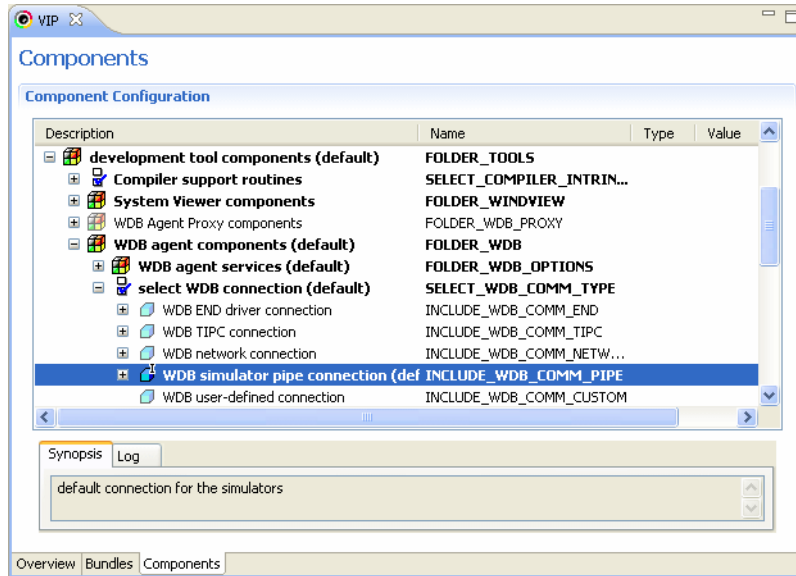 VIP
Components
Component Configuration
Description Name Type Value
development tool components (default) FOLDER_TOOLS
Compiler support routines SELECT_COMPILER_INTRIN...
System Viewer components FOLDER_WINDVIEW
WDB Agent Proxy components FOLDER_WDB_PROXY
WDB agent components (default) FOLDER_WDB
WDB agent services (default) FOLDER_WDB_OPTIONS
select WDB connection (default) SELECT_WDB_COMM_TYPE
WDB END driver connection INCLUDE_WDB_COMM_END
WDB TIPC connection INCLUDE_WDB_COMM_TIPC
WDB network connection INCLUDE_WDB_COMM_NETW...
WDB simulator pipe connection (def INCLUDE_WDB_COMM_PIPE
WDB user-defined connection INCLUDE_WDB_COMM_CUSTOM
Synopsis Log
default connection for the simulators
Overview Bundles Components